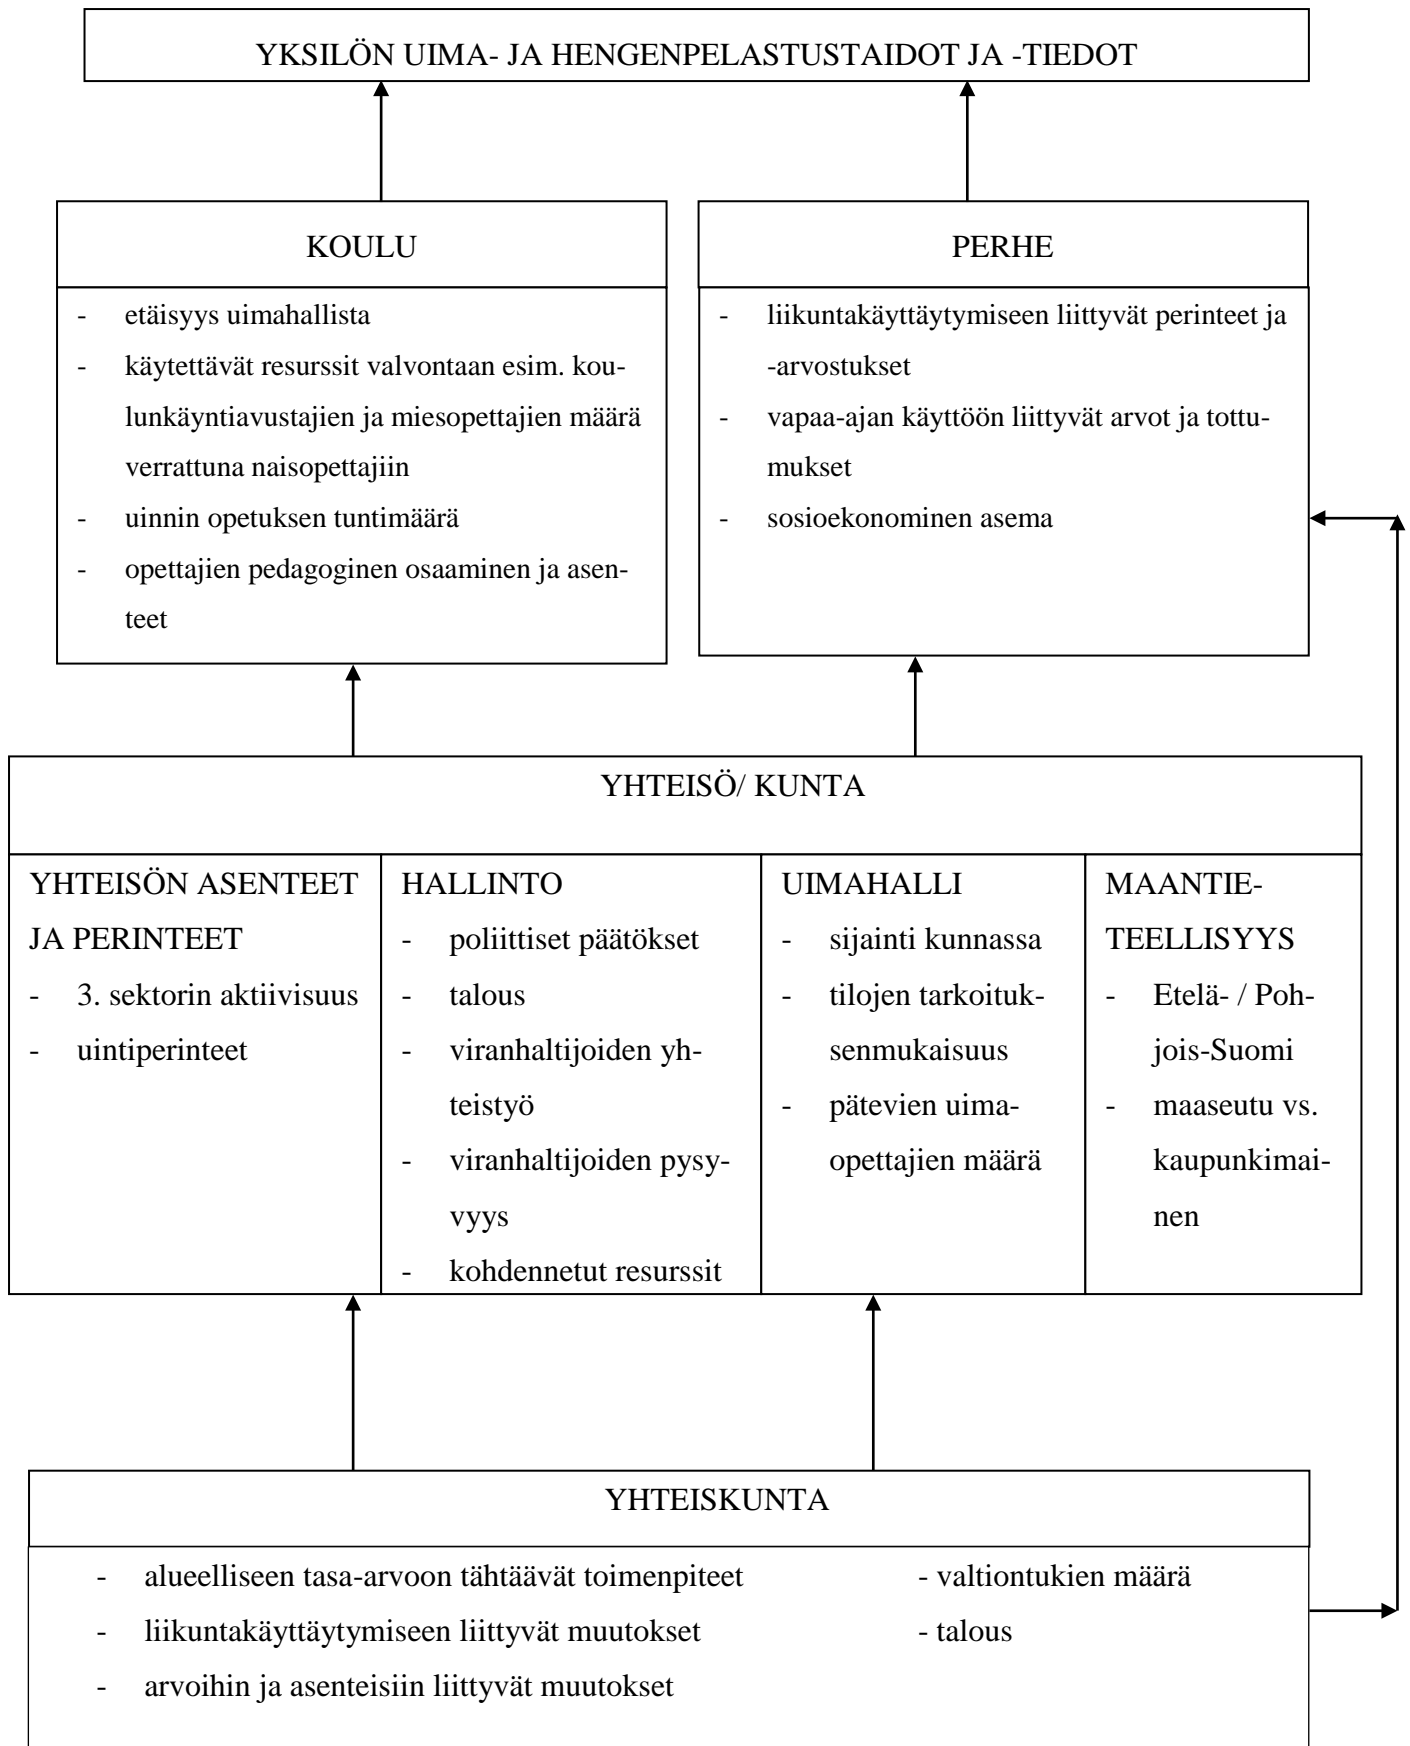 YKSILÖN UIMA- JA HENGENPELASTUSTAIDOT JA -TIEDOT
KOULU
- etäisyys uimahallista
- käytettävät resurssit valvontaan esim. kou-
lunkäyntiavustajien ja miesopettajien määrä
verrattuna naisopettajiin
- uinnin opetuksen tuntimäärä
- opettajien pedagoginen osaaminen ja asen-
teet
PERHE
- liikuntakäyttäytymiseen liittyvät perinteet ja
-arvostukset
- vapaa-ajan käyttöön liittyvät arvot ja tottu-
mukset
- sosioekonominen asema
YHTEISÖ/ KUNTA
YHTEISÖN ASENTEET
JA PERINTEET
- 3. sektorin aktiivisuus
- uintiperinteet
HALLINTO
- poliittiset päätökset
- talous
- viranhaltijoiden yh-
teistyö
- viranhaltijoiden pysy-
vyys
- kohdennetut resurssit
UIMAHALLI
- sijainti kunnassa
- tilojen tarkoituk-
senmukaisuus
- pätevien uima-
opettajien määrä
MAANTIE-
TEELLISYYS
- Etelä- / Poh-
jois-Suomi
- maaseutu vs.
kaupunkimai-
nen
YHTEISKUNTA
- alueelliseen tasa-arvoon tähtäävät toimenpiteet
- liikuntakäyttäytymiseen liittyvät muutokset
- arvoihin ja asenteisiin liittyvät muutokset
- valtiontukien määrä
- talous